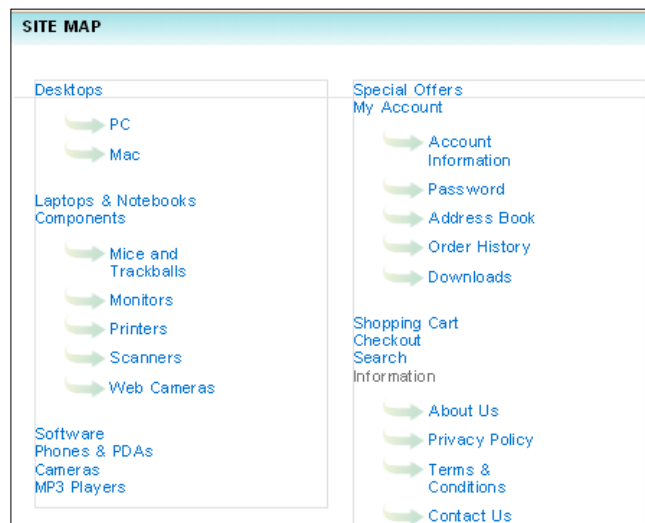 SITE MAP
Desktops
PC
Mac
Laptops & Notebooks
Components
Mice and
Trackballs
Monitors
Printers
Scanners
Web Cameras
Software
Phones & PDAs
Cameras
MP3 Players
Special Offers
My Account
Account
Information
Password
Address Book
Order History
Downloads
Shopping Cart
Checkout
Search
Information
About Us
Privacy Policy
Terms &
Conditions
Contact Us